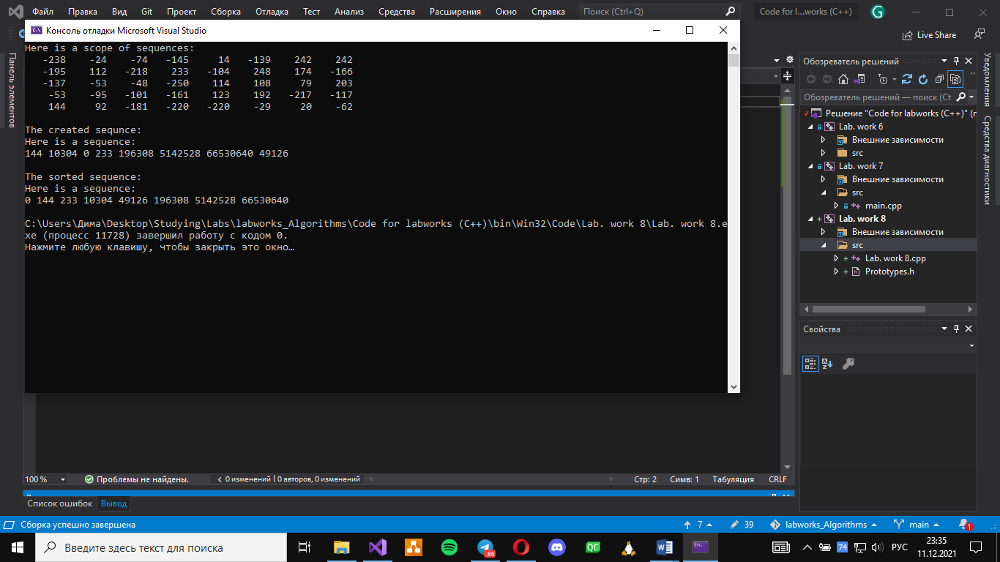 Файл Правка Вид Git Проект Сборка Отладка Тест Анализ Средства Расширения Окно Справка Поиск (Ctrl+Q) Code for l...works (C++) G
Live Share
Консоль отладки Microsoft Visual Studio
Here is a scope of sequences:
-238 -24 -74 -145 14 -139 242 242
-195 112 -218 233 -104 248 174 -166
-137 -53 -48 -250 114 108 79 203
-53 -95 -101 -161 123 192 -217 -117
144 92 -181 -220 -220 -29 20 -62
The created sequnce:
Here is a sequence:
144 10304 0 233 196308 5142528 66530640 49126
The sorted sequence:
Here is a sequence:
0 144 233 10304 49126 196308 5142528 66530640
C:\Users\Дима\Desktop\Studying\Labs\labworks_Algorithms\Code for labworks (C++)\bin\Win32\Code\Lab. work 8\Lab. work 8.e
xe (процесс 11728) завершил работу с кодом 0.
Нажмите любую клавишу, чтобы закрыть это окно…
Панель элементов
Обозреватель решений
Обозреватель решений — поиск (Ct
Решение "Code for labworks (C++)" (г
Lab. work 6
Внешние зависимости
src
Lab. work 7
Внешние зависимости
src
main.cpp
Lab. work 8
Внешние зависимости
src
Lab. work 8.cpp
Prototypes.h
Свойства
Уведомления
Средства диагностики
100 % Проблемы не найдены. 0 изменений | 0 авторов, 0 изменений Стр: 2 Симв: 1 Табуляция CRLF
Список ошибок Вывод
Сборка успешно завершена 7 39 labworks_Algorithms main 1
Введите здесь текст для поиска .86 QC 74 РУС 23:35
11.12.2021